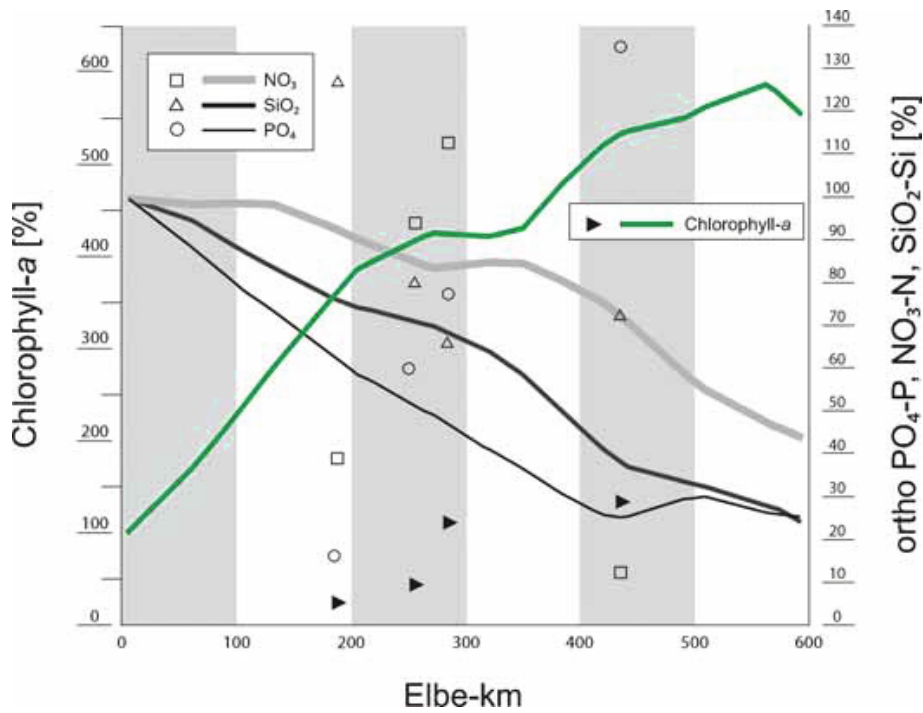 Chlorophyll-a [%]
600
500
400
300
200
100
0
NO₃
SiO₂
PO₄
Chlorophyll-a
140
130
120
110
100
90
80
70
60
50
40
30
20
10
0
ortho PO₄-P, NO₃-N, SiO₂-Si [%]
0 100 200 300 400 500 600
Elbe-km